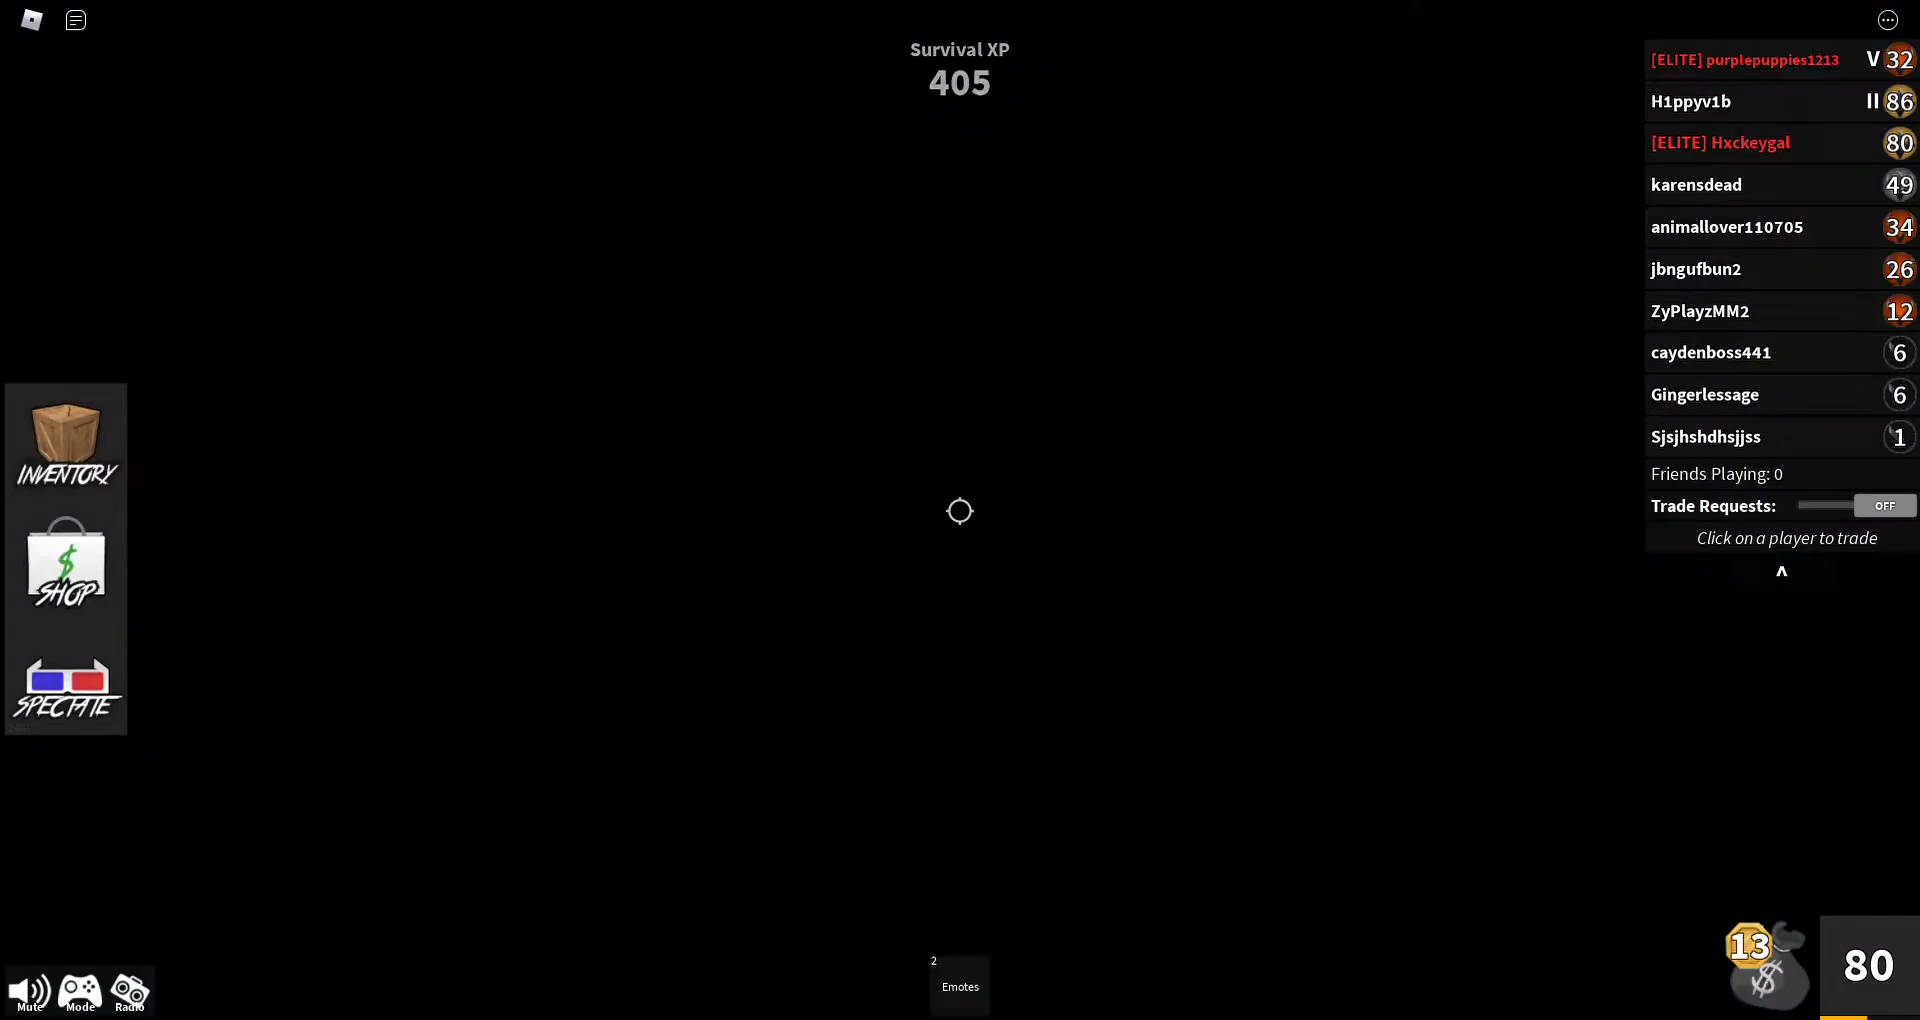 Survival XP
405
[ELITE] purplepuppies1213 V 32
H1ppyv1b II 86
[ELITE] Hxckeygal 80
karensdead 49
animallover110705 34
jbngufbun2 26
ZyPlayzMM2 12
caydenboss441 6
Gingerlessage 6
Sjsjhshdhsjjss 1
Friends Playing: 0
Trade Requests: OFF
Click on a player to trade
^
INVENTORY
$
SHOP
SPECTATE
Mute Mode Radio
2
Emotes
13
$
80